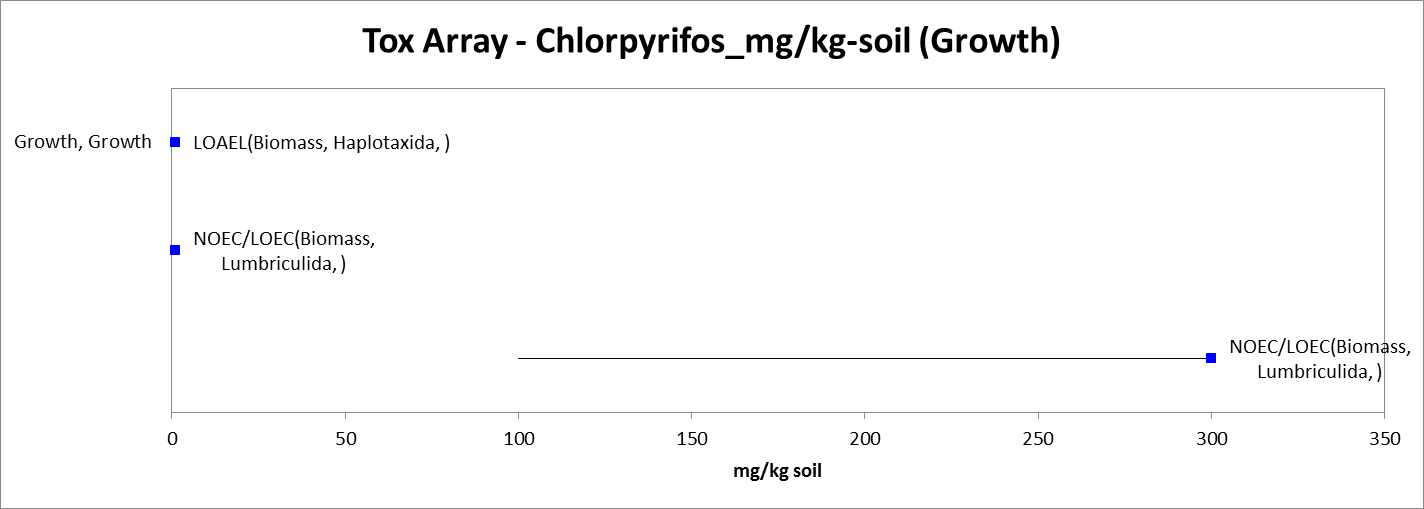 Tox Array - Chlorpyrifos_mg/kg-soil (Growth)
Growth, Growth
LOAEL(Biomass, Haplotaxida, )
NOEC/LOEC(Biomass,
Lumbriculida, )
NOEC/LOEC(Biomass,
Lumbriculida, )
0 50 100 150 200 250 300 350
mg/kg soil